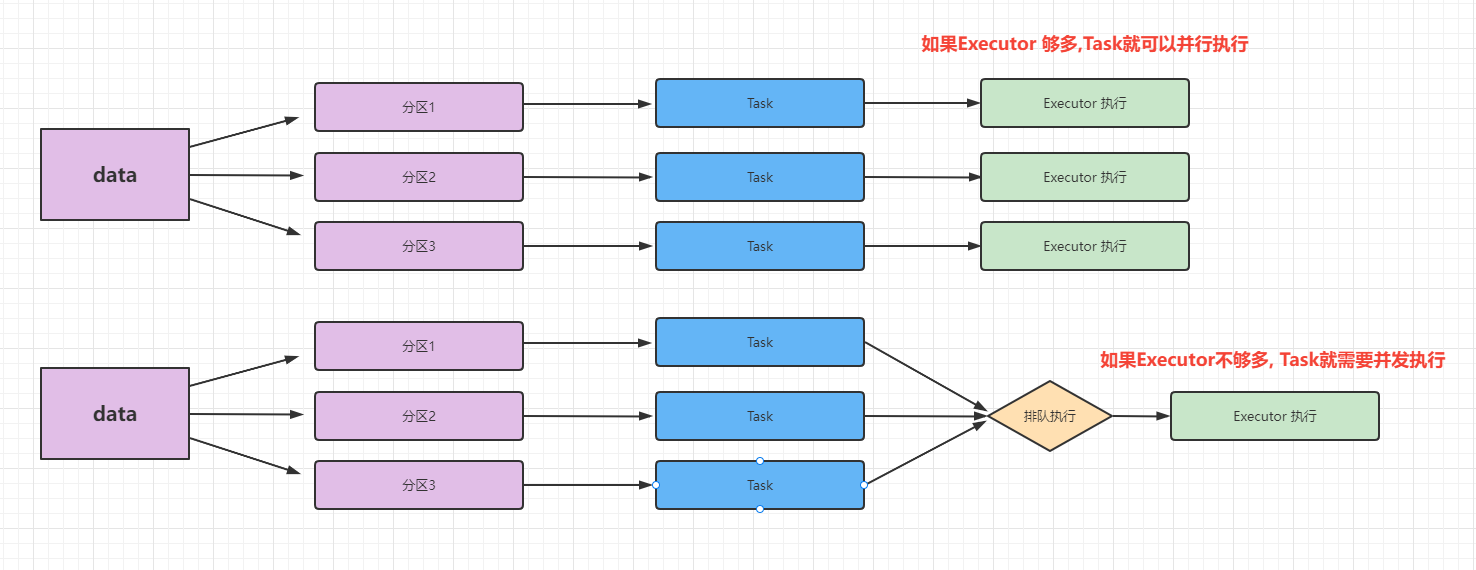 如果Executor 够多,Task就可以并行执行
data
分区1
Task
Executor 执行
分区2
Task
Executor 执行
分区3
Task
Executor 执行
如果Executor不够多, Task就需要并发执行
data
分区1
Task
分区2
Task
排队执行
Executor 执行
分区3
Task